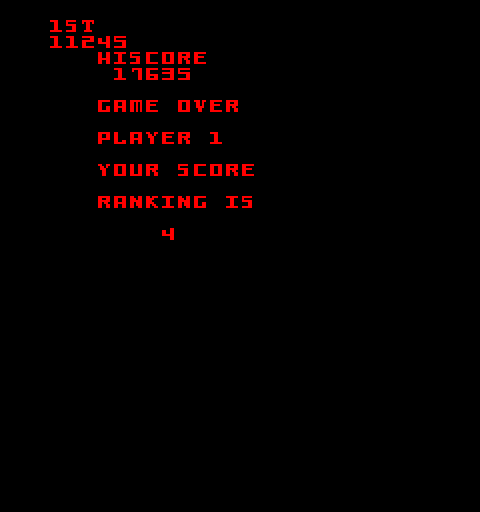 1ST
11245
HISCORE
17635
GAME OVER
PLAYER 1
YOUR SCORE
RANKING IS
4